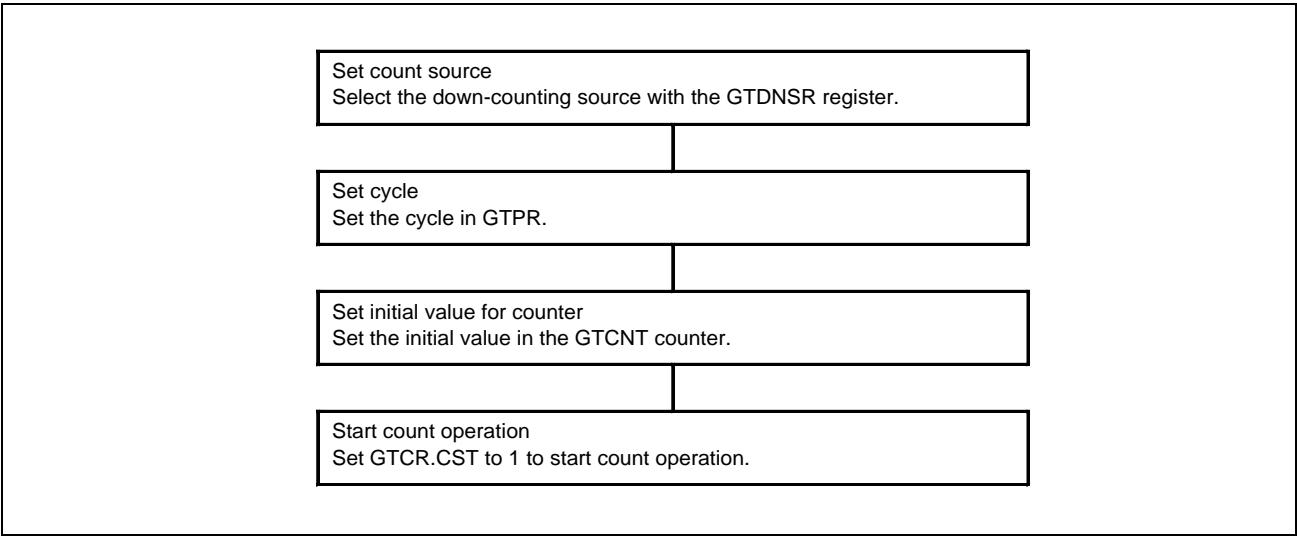 Set count source
Select the down-counting source with the GTDNSR register.
Set cycle
Set the cycle in GTPR.
Set initial value for counter
Set the initial value in the GTCNT counter.
Start count operation
Set GTCR.CST to 1 to start count operation.